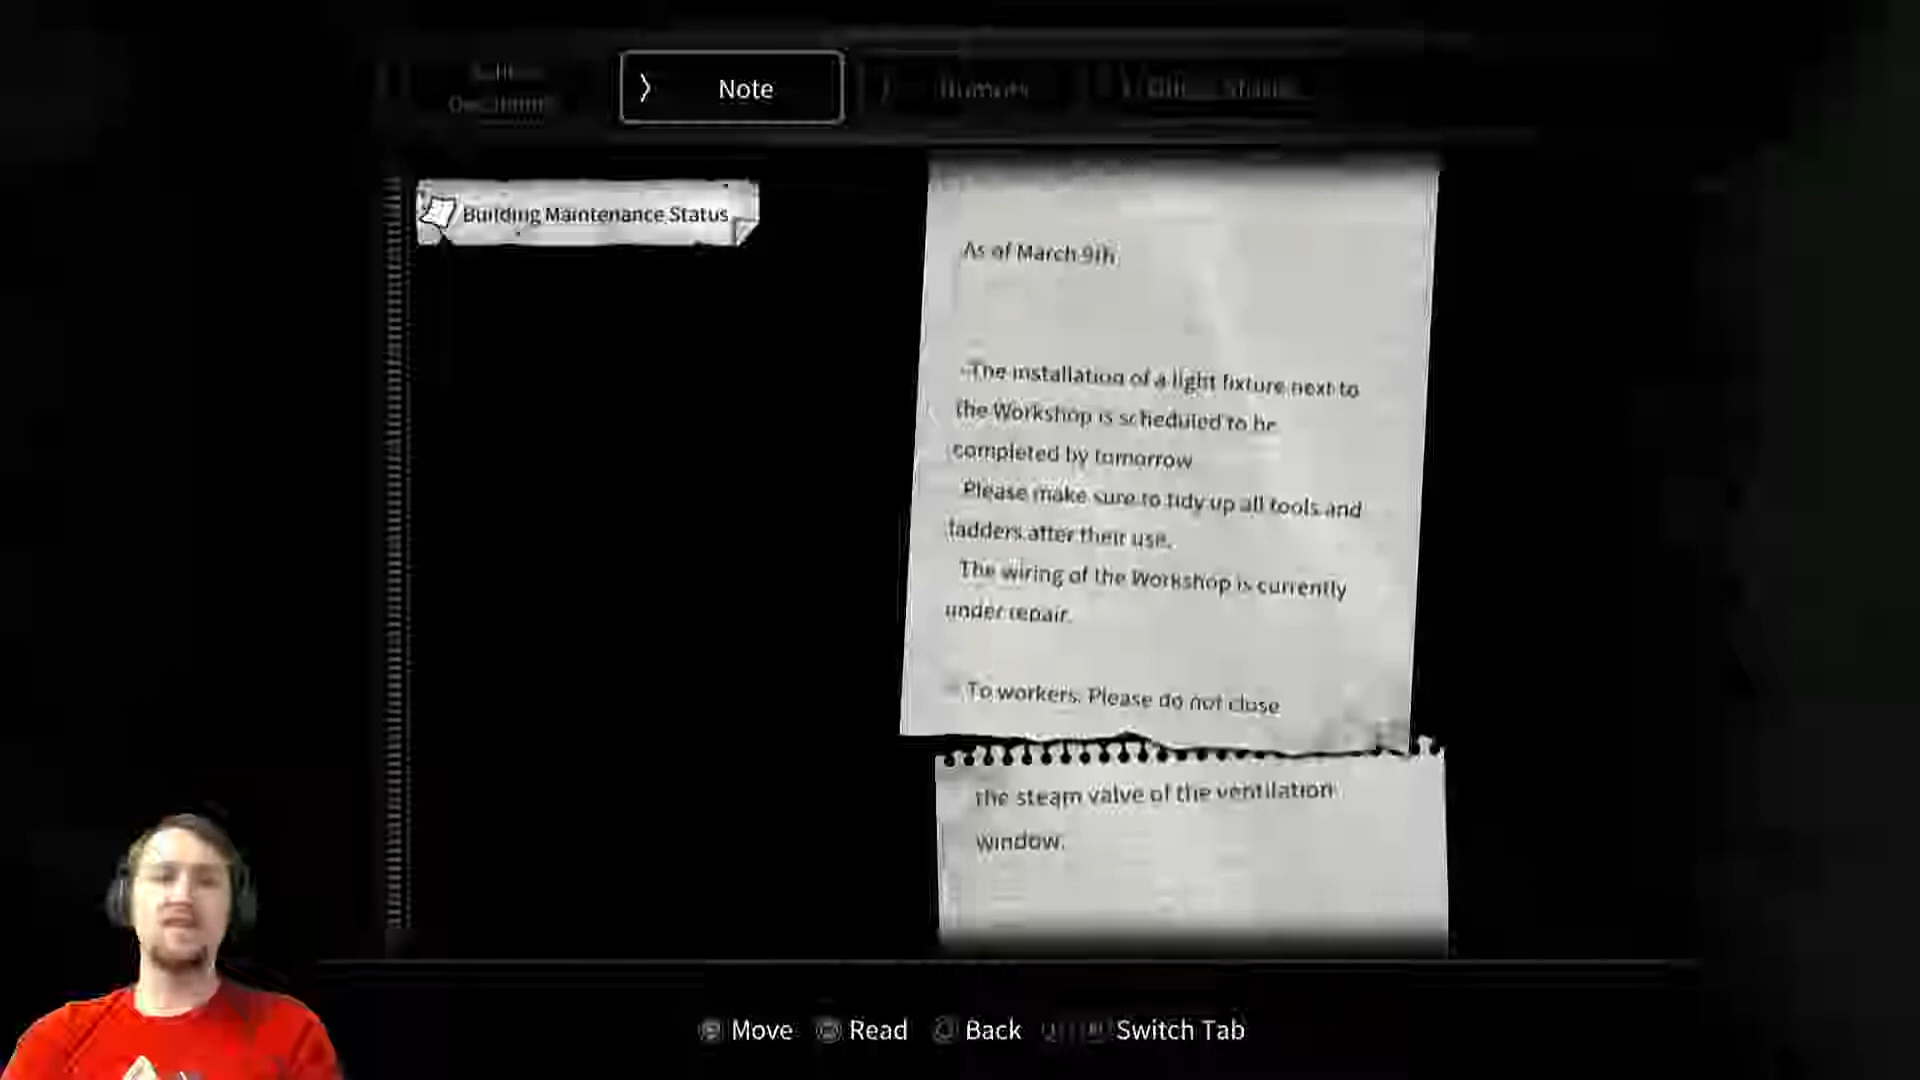 Document
Note
Rumors
Building Maintenance Status
As of March 9th
-The installation of a light fixture next to
the Workshop is scheduled to be
completed by tomorrow
Please make sure to tidy up all tools and
ladders after their use.
The wiring of the Workshop is currently
under repair.
To workers. Please do not close
the steam valve of the ventilation
window.
Move
Read
Back
Switch Tab